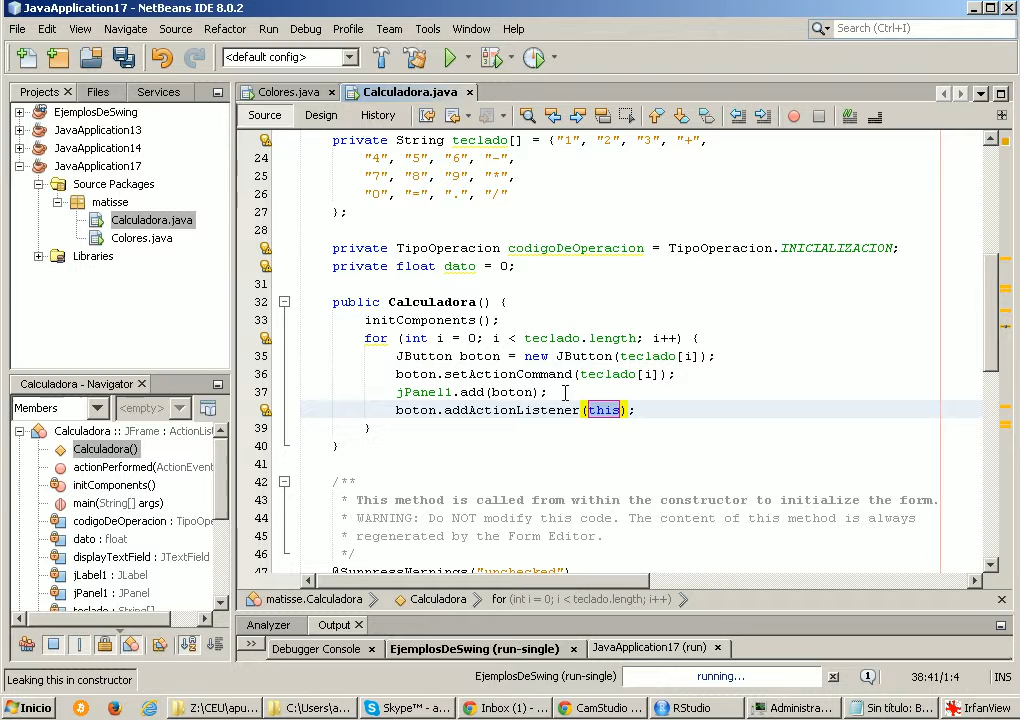 JavaApplication17 - NetBeans IDE 8.0.2
File Edit View Navigate Source Refactor Run Debug Profile Team Tools Window Help
Search (Ctrl+I)
<default config>
Projects Files Services
EjemplosDeSwing
JavaApplication13
JavaApplication14
JavaApplication17
Source Packages
matisse
Calculadora.java
Colores.java
Libraries
Calculadora - Navigator
Members <empty>
Calculadora :: JFrame : ActionLis
Calculadora()
actionPerformed(ActionEvent
initComponents()
main(String[] args)
codigoDeOperacion : TipoOpe
dato : float
displayTextField : JTextField
jLabel1 : JLabel
jPanel1 : JPanel
teclado : String[]
Colores.java Calculadora.java
Source Design History
private String teclado[] = {"1", "2", "3", "+",
24 "4", "5", "6", "-",
25 "7", "8", "9", "*",
26 "0", "=", ".", "/"
27 };
28
private TipoOperacion codigoDeOperacion = TipoOperacion.INICIALIZACION;
private float dato = 0;
31
32 public Calculadora() {
33 initComponents();
for (int i = 0; i < teclado.length; i++) {
35 JButton boton = new JButton(teclado[i]);
36 boton.setActionCommand(teclado[i]);
37 jPanel1.add(boton);
boton.addActionListener(this);
39 }
40 }
41
42 /**
43 * This method is called from within the constructor to initialize the form.
44 * WARNING: Do NOT modify this code. The content of this method is always
45 * regenerated by the Form Editor.
46 */
47 @SuppressWarnings("unchecked")
matisse.Calculadora Calculadora for (int i = 0; i < teclado.length; i++)
Analyzer Output
Debugger Console EjemplosDeSwing (run-single) JavaApplication17 (run)
Leaking this in constructor EjemplosDeSwing (run-single) running... 1 38:41/1:4 INS
Inicio Z:\CEU\apu... C:\Users\a... Skype™ - a... Inbox (1) - ... CamStudio ... RStudio Administra... Sin título: B... IrfanView